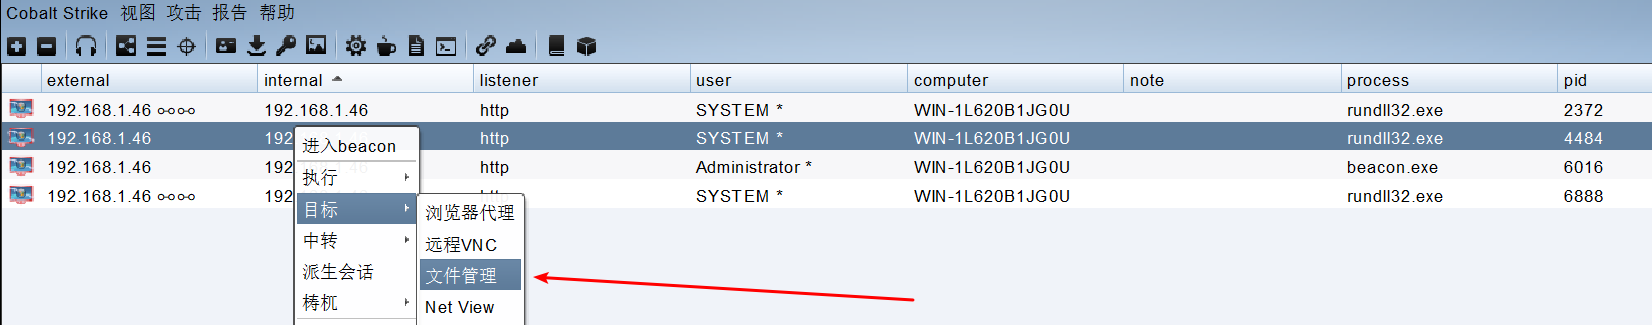 Cobalt Strike 视图 攻击 报告 帮助
external internal listener user computer note process pid
192.168.1.46 192.168.1.46 http SYSTEM * WIN-1L620B1JG0U rundll32.exe 2372
192.168.1.46 192.168.1.46 http SYSTEM * WIN-1L620B1JG0U rundll32.exe 4484
进入beacon
192.168.1.46 http Administrator * WIN-1L620B1JG0U beacon.exe 6016
执行
192.168.1.46 SYSTEM * WIN-1L620B1JG0U rundll32.exe 6888
目标
浏览器代理
中转
远程VNC
派生会话
文件管理
梼杌
Net View